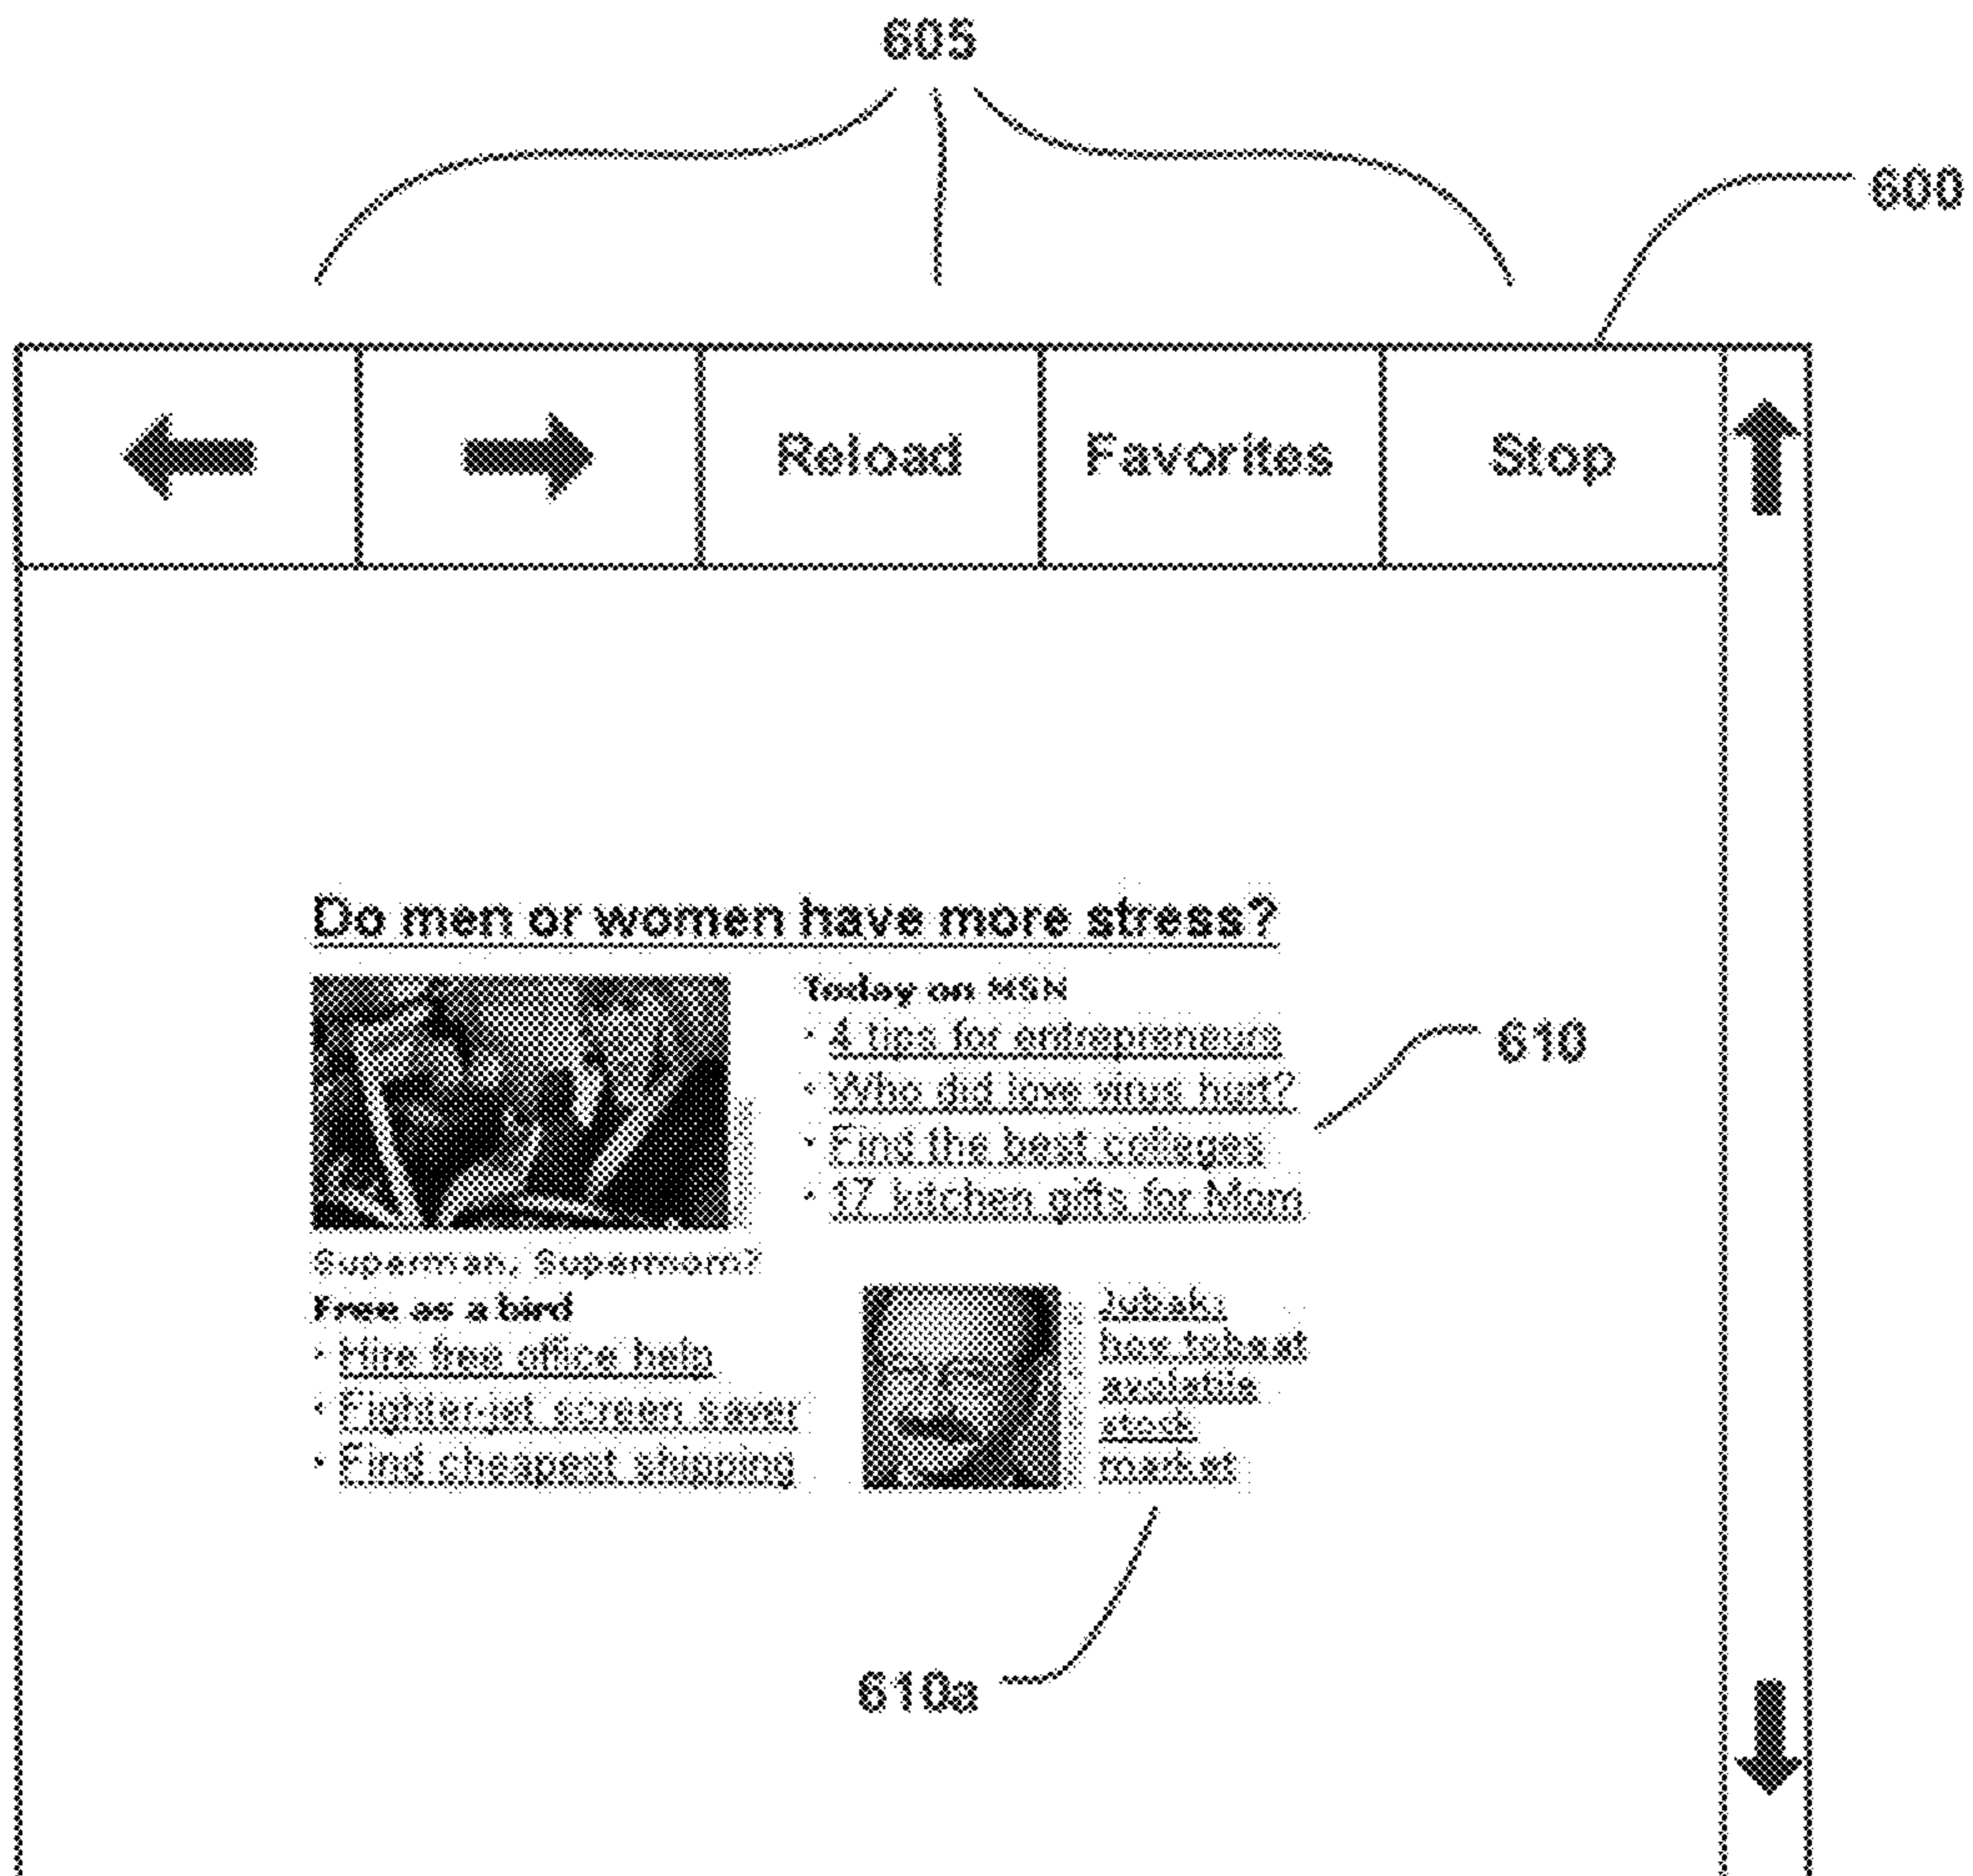 605
600
Reload Favorites Stop
Do men or women have more stress?
Today on MSN
· 4 tips for entrepreneurs
· Who did love virus hurt?
· Find the best colleges
· 17 kitchen gifts for Mom
610
Superman, Supermom?
Free as a bird
· Hire free office help
· Fighter jet screen saver
· Find cheapest shipping
stock
market
610a